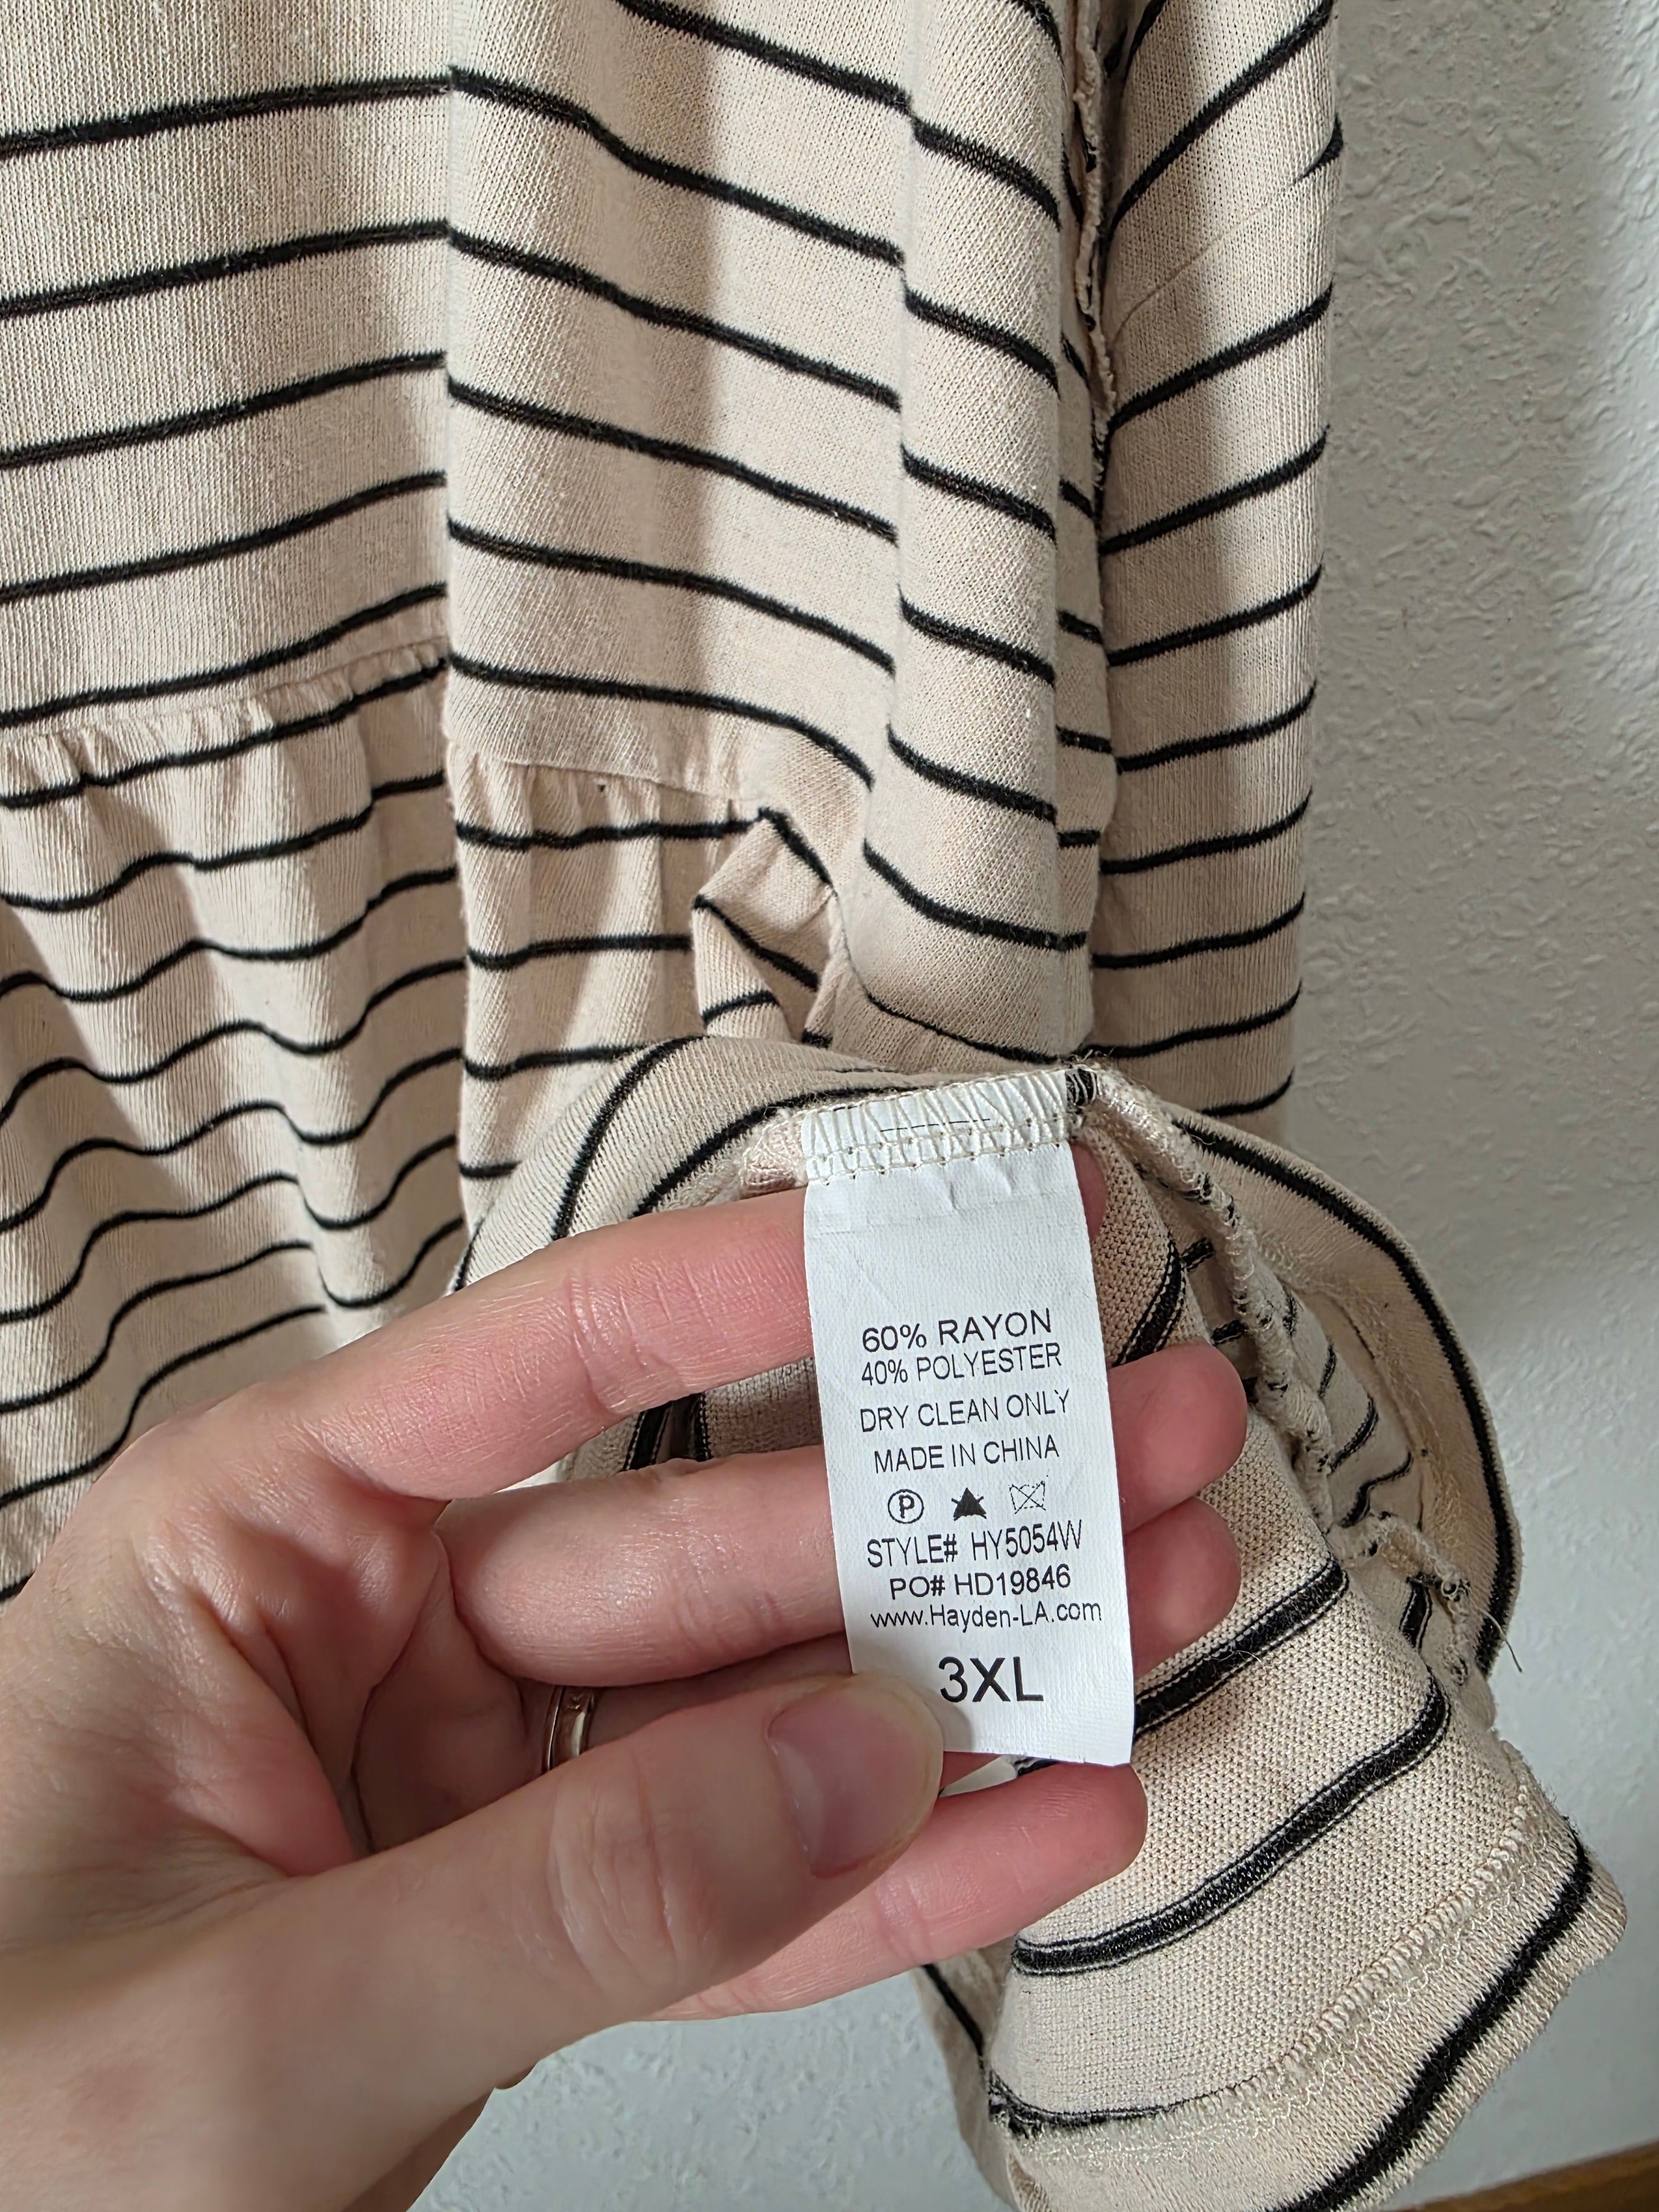 60% RAYON
40% POLYESTER
DRY CLEAN ONLY
MADE IN CHINA
P
STYLE# HY5054W
PO# HD19846
www.Hayden-LA.com
3XL